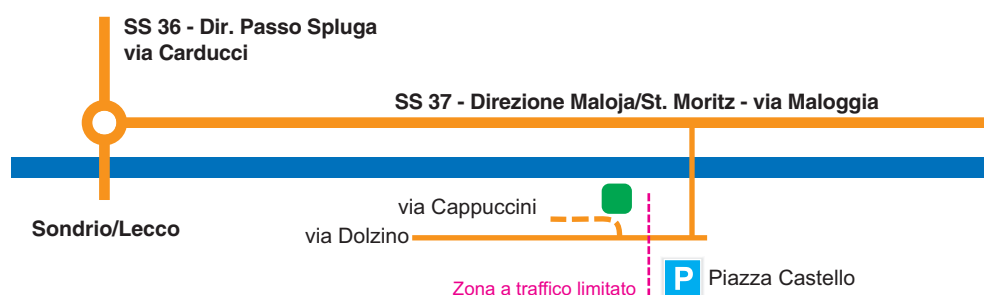 SS 36 - Dir. Passo Spluga
via Carducci
SS 37 - Direzione Maloja/St. Moritz - via Maloggia
via Cappuccini
Sondrio/Lecco
via Dolzino
P Piazza Castello
Zona a traffico limitato